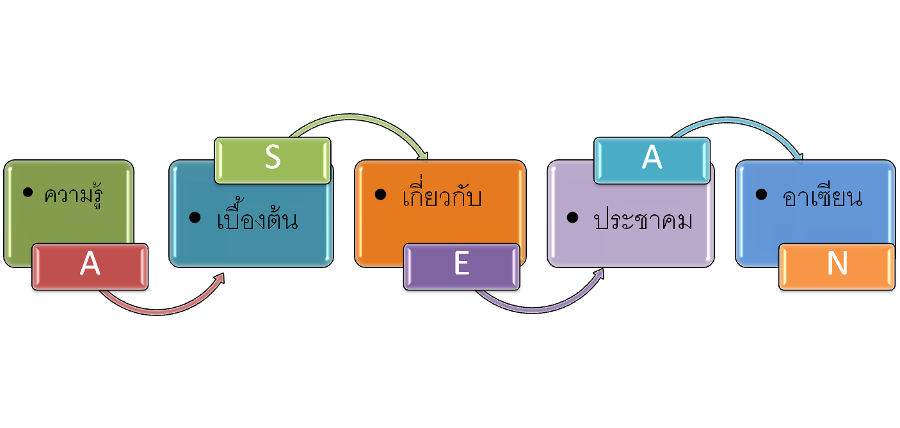 ความรู้
A
S
เบื้องต้น
เกี่ยวกับ
E
A
ประชาคม
อาเซียน
N